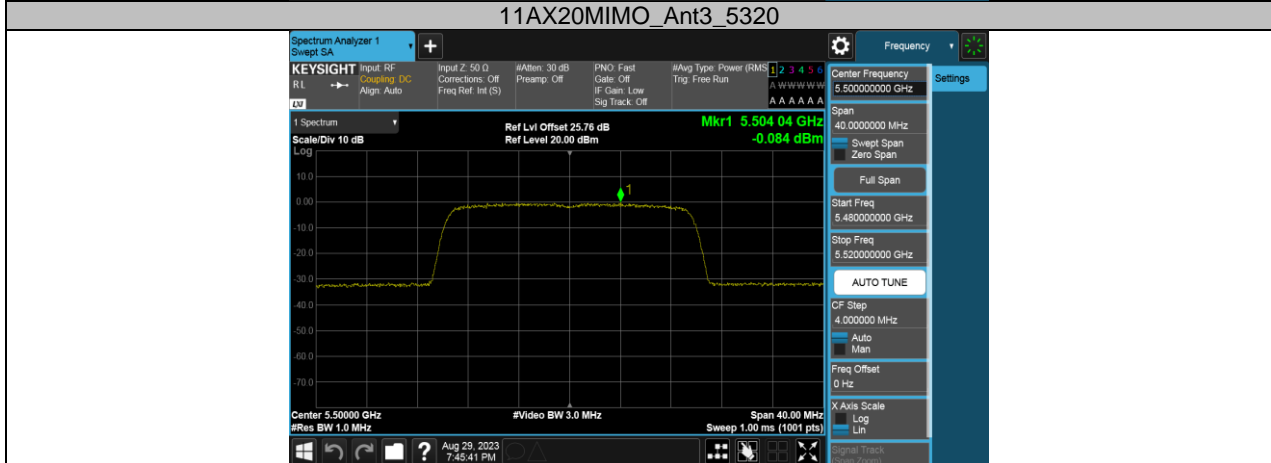 11AX20MIMO_Ant3_5320
Spectrum Analyzer 1
Swept SA
Frequency
KEYSIGHT
RL
LXI
Input: RF
Coupling: DC
Align: Auto
Input Z: 50 Ω
Corrections: Off
Freq Ref: Int (S)
#Atten: 30 dB
Preamp: Off
PNO: Fast
Gate: Off
IF Gain: Low
Sig Track: Off
#Avg Type: Power (RMS
Trig: Free Run
1 2 3 4 5 6
A W W W W W
A A A A A A
1 Spectrum
Scale/Div 10 dB
Log
Ref Lvl Offset 25.76 dB
Ref Level 20.00 dBm
Mkr1 5.504 04 GHz
-0.084 dBm
1
10.0
0.00
-10.0
-20.0
-30.0
-40.0
-50.0
-60.0
-70.0
Center 5.50000 GHz
#Res BW 1.0 MHz
#Video BW 3.0 MHz
Span 40.00 MHz
Sweep 1.00 ms (1001 pts)
Aug 29, 2023
7:45:41 PM
Center Frequency
5.500000000 GHz
Settings
Span
40.0000000 MHz
Swept Span
Zero Span
Full Span
Start Freq
5.480000000 GHz
Stop Freq
5.520000000 GHz
AUTO TUNE
CF Step
4.000000 MHz
Auto
Man
Freq Offset
0 Hz
X Axis Scale
Log
Lin
Signal Track
(Span Zoom)